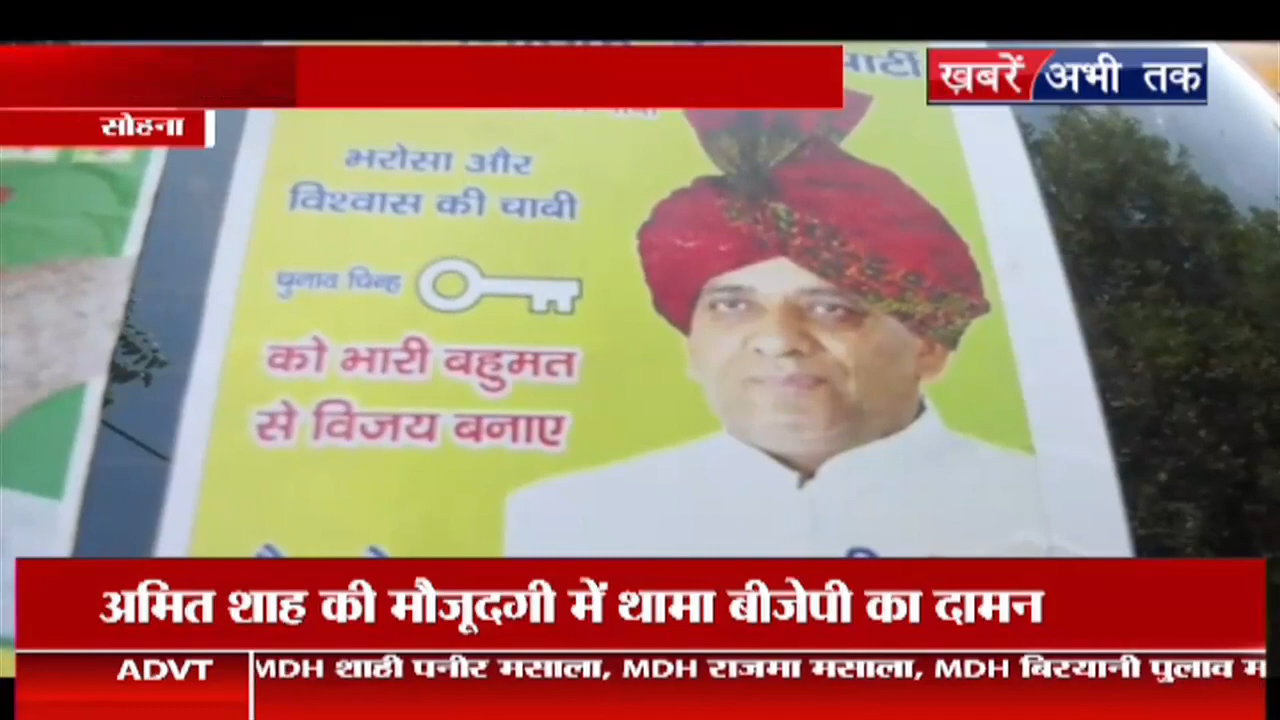 पार्टी
ख़बरें अभी तक
सोहना
भरोसा और
विश्वास की चाबी
चुनाव चिन्ह
को भारी बहुमत
से विजय बनाए
अमित शाह की मौजूदगी में थामा बीजेपी का दामन
ADVT
MDH शाही पनीर मसाला, MDH राजमा मसाला, MDH बिरयानी पुलाव म